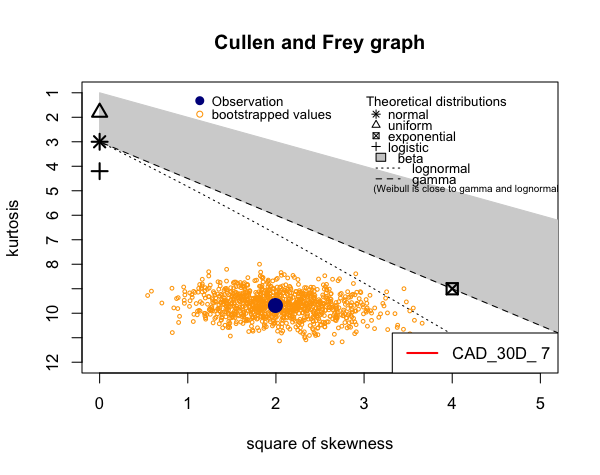 Cullen and Frey graph
Observation
bootstrapped values
Theoretical distributions
normal
uniform
exponential
logistic
beta
lognormal
gamma
(Weibull is close to gamma and lognormal
kurtosis
1
2
3
4
5
6
7
8
10
12
CAD_30D_ 7
0
1
2
3
4
5
square of skewness